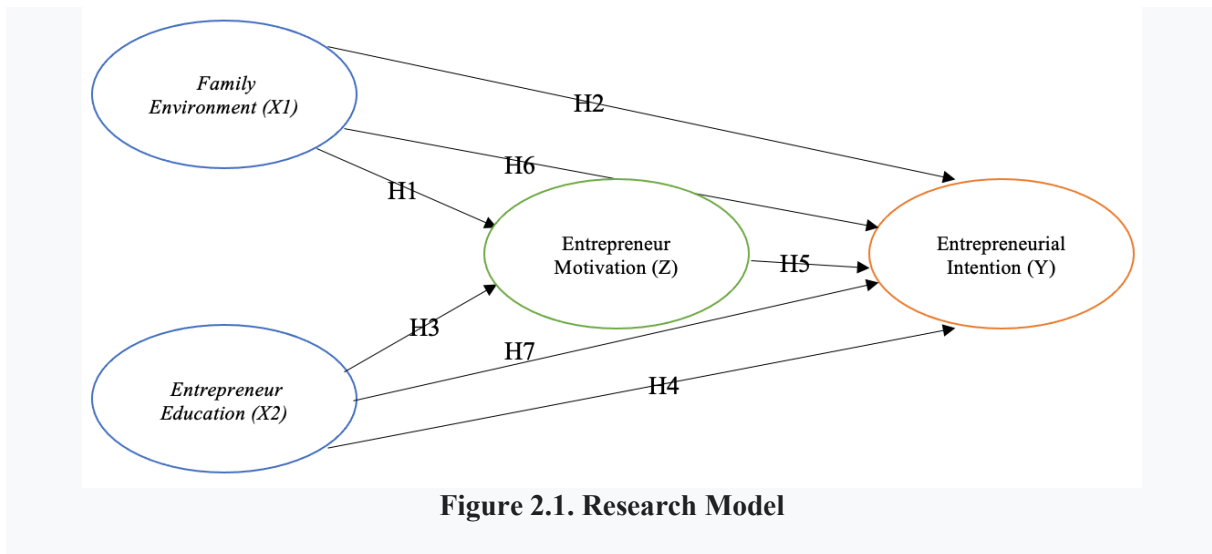 Family
Environment (X1)
H2
H6
H1
Entrepreneur
Motivation (Z)
Entrepreneurial
Intention (Y)
H5
H3
H7
H4
Entrepreneur
Education (X2)
Figure 2.1. Research Model